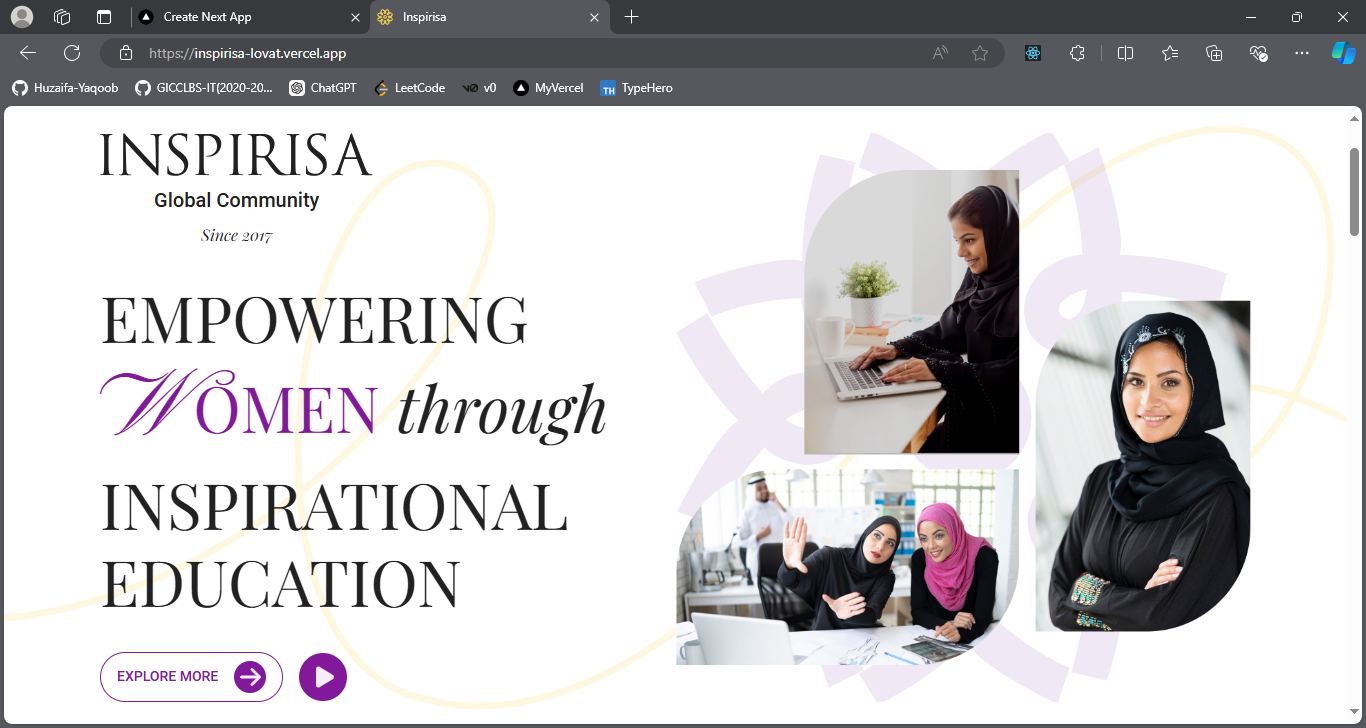 Create Next App
Inspirisa
https://inspirisa-lovat.vercel.app
Huzaifa-Yaqoob
GICCLBS-IT(2020-20...
ChatGPT
LeetCode
v0
MyVercel
TH
TypeHero
INSPIRISA
Global Community
Since 2017
EMPOWERING
WOMEN through
INSPIRATIONAL
EDUCATION
EXPLORE MORE